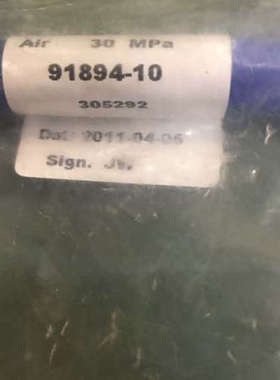 Air 30 MPa
91894-10
305292
Dat: 2011-04-06
Sign. JW.